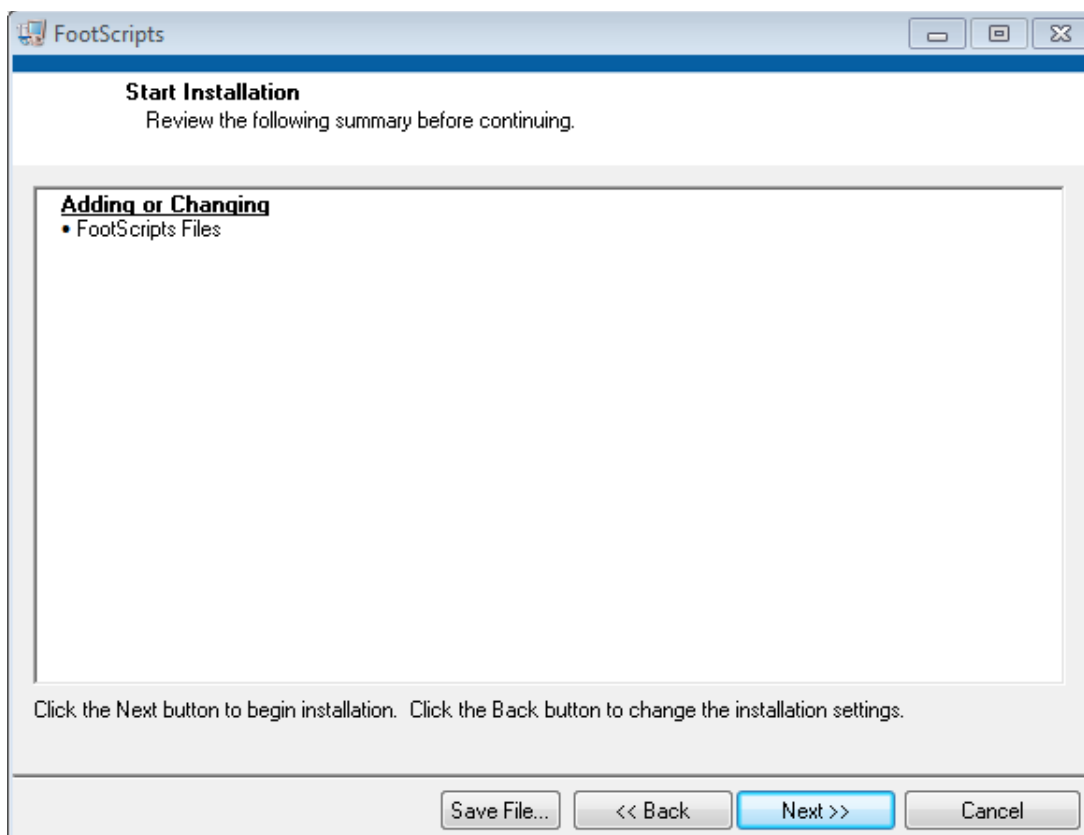 FootScripts
Start Installation
Review the following summary before continuing.
Adding or Changing
• FootScripts Files
Click the Next button to begin installation.  Click the Back button to change the installation settings.
Save File... << Back Next >> Cancel